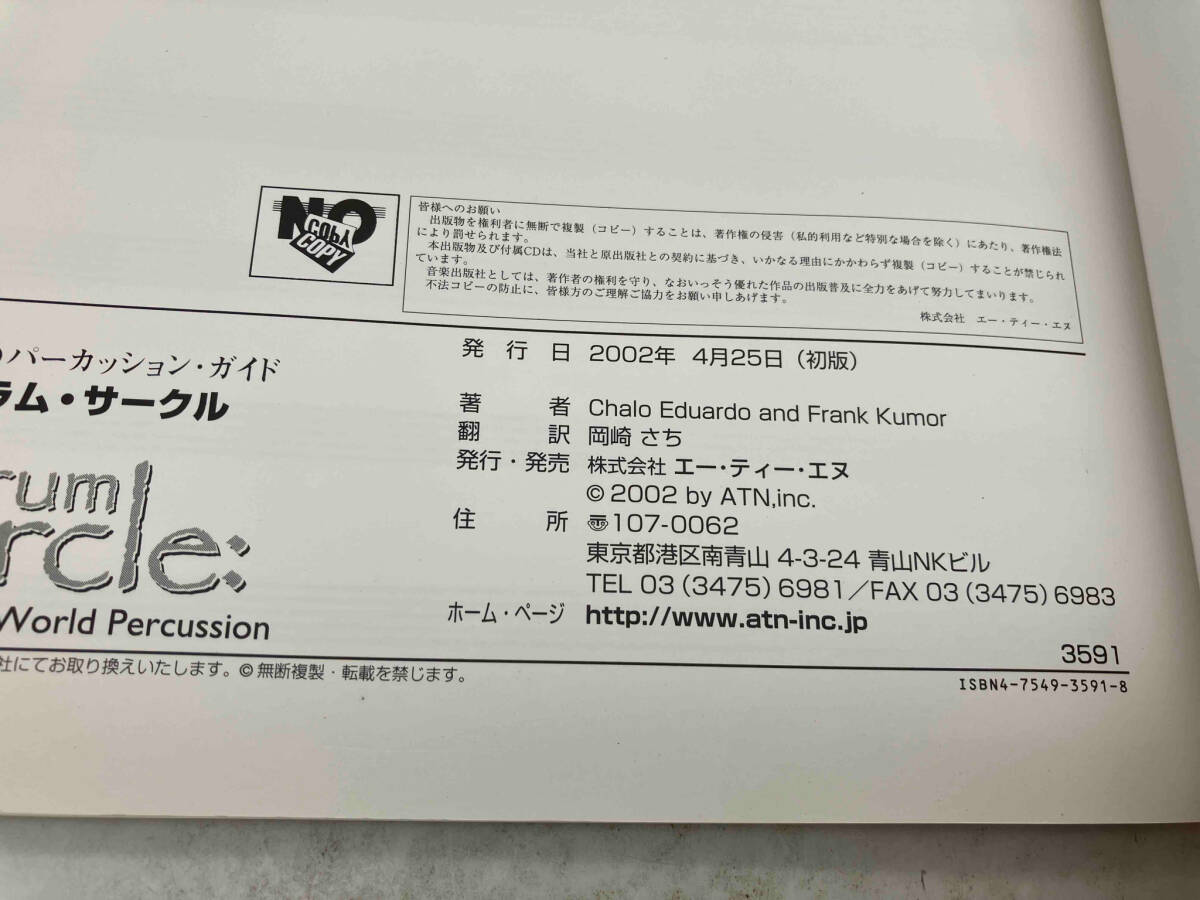 NO
COPY
COPY
皆様へのお願い
出版物を権利者に無断で複製（コピー）することは、著作権の侵害（私的利用など特別な場合を除く）にあたり、著作権法
により罰せられます。
本出版物及び付属CDは、当社と原出版社との契約に基づき、いかなる理由にかかわらず複製（コピー）することが禁じられ
ています。
音楽出版社としては、著作者の権利を守り、なおいっそう優れた作品の出版普及に全力をあげて努力してまいります。
不法コピーの防止に、皆様方のご理解ご協力をお願い申しあげます。
株式会社 エー・ティー・エヌ
のパーカッション・ガイド
ラム・サークル
rum
rcle:
World Percussion
発行日 2002年 4月25日（初版）
著者 Chalo Eduardo and Frank Kumor
翻訳 岡崎 さち
発行・発売 株式会社 エー・ティー・エヌ
© 2002 by ATN,inc.
住所 〠107-0062
東京都港区南青山 4-3-24 青山NKビル
TEL 03（3475）6981／FAX 03（3475）6983
ホーム・ページ http://www.atn-inc.jp
社にてお取り換えいたします。©無断複製・転載を禁じます。
3591
ISBN4-7549-3591-8